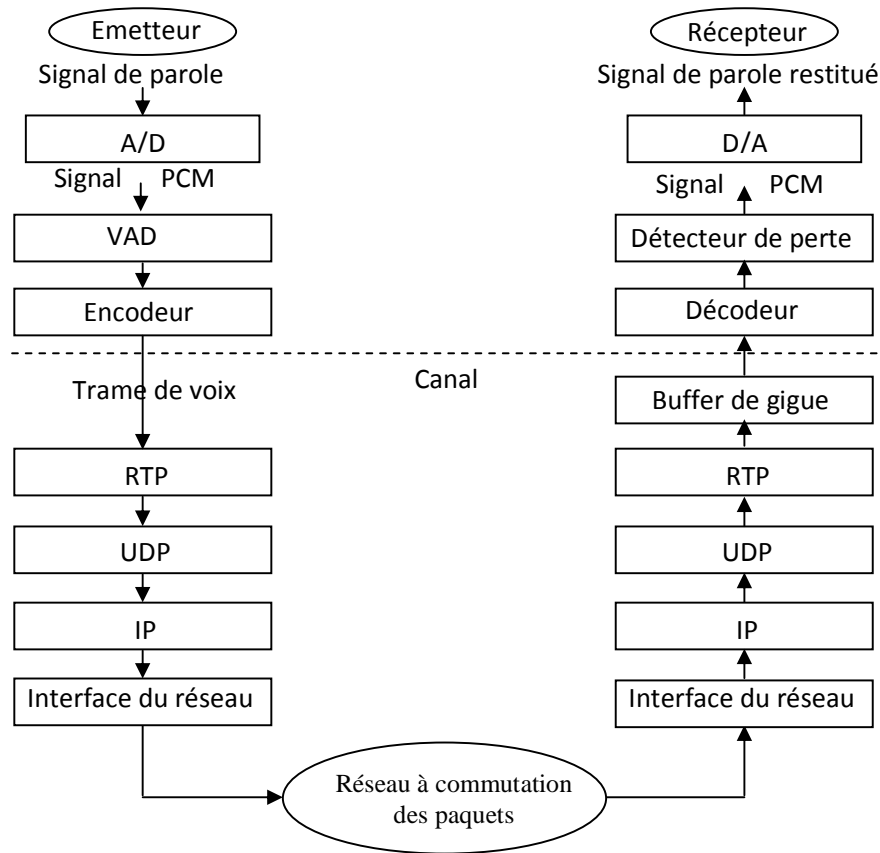 Emetteur
Signal de parole
A/D
Signal PCM
VAD
Encodeur
Trame de voix
RTP
UDP
IP
Interface du réseau
Canal
Réseau à commutation
des paquets
Récepteur
Signal de parole restitué
D/A
Signal PCM
Détecteur de perte
Décodeur
Buffer de gigue
RTP
UDP
IP
Interface du réseau